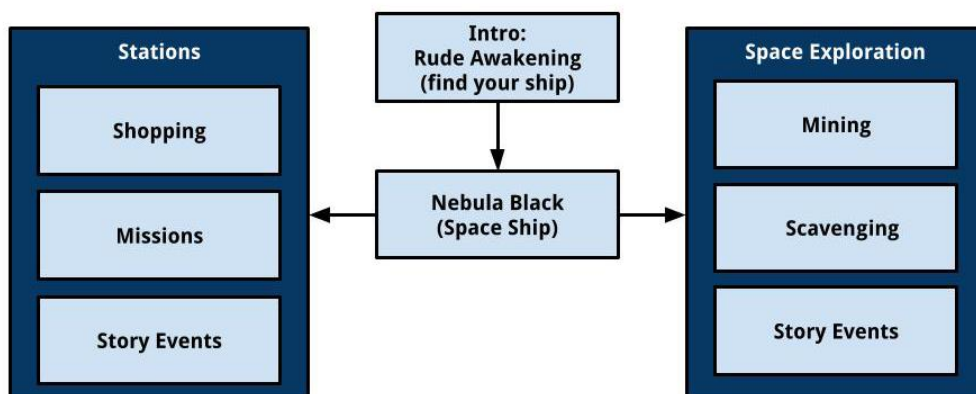 Stations
Shopping
Missions
Story Events
Intro:
Rude Awakening
(find your ship)
Nebula Black
(Space Ship)
Space Exploration
Mining
Scavenging
Story Events